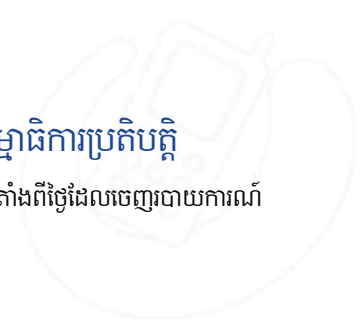 ម្មាធិការប្រតិបត្តិ
តាំងពីថ្ងៃដែលចេញរបាយការណ៍